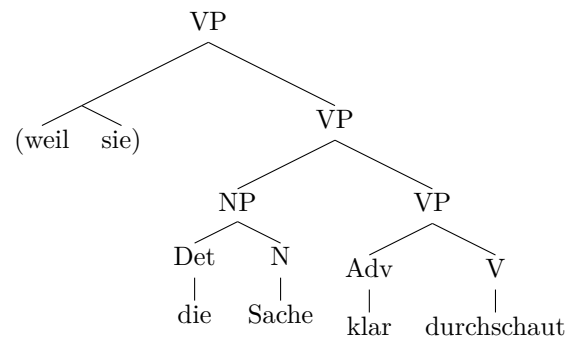 VP
(weil sie)
VP
NP VP
Det N Adv V
die Sache klar durchschaut